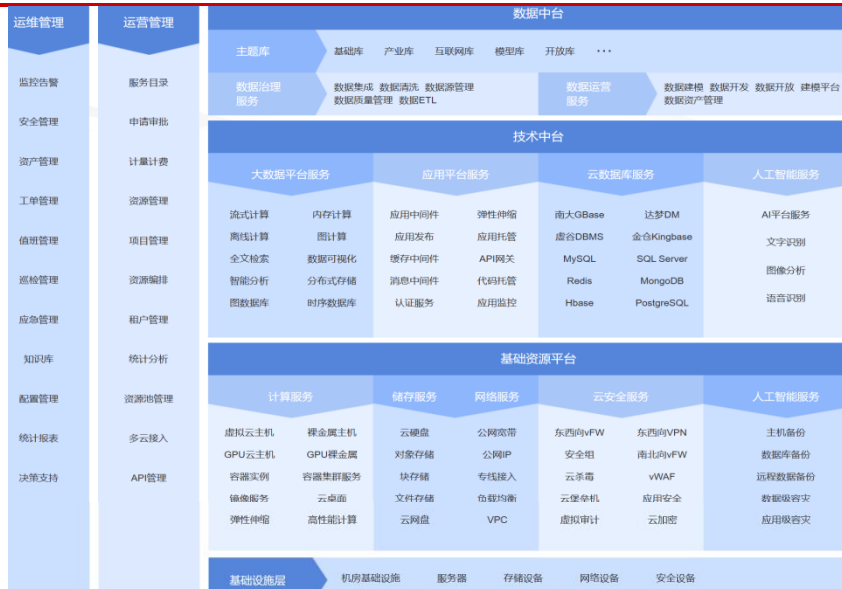 运维管理
监控告警
安全管理
资产管理
工单管理
值班管理
巡检管理
应急管理
知识库
配置管理
统计报表
决策支持
运营管理
服务目录
申请审批
计量计费
资源管理
项目管理
资源编排
租户管理
统计分析
资源池管理
多云接入
API管理
数据中台
主题库 基础库 产业库 互联网库 模型库 开放库 ···
数据治理
服务
数据集成 数据清洗 数据源管理
数据质量管理 数据ETL
数据运营
服务
数据建模 数据开发 数据开放 建模平台
数据资产管理
技术中台
大数据平台服务 应用平台服务 云数据库服务 人工智能服务
流式计算 内存计算 应用中间件 弹性伸缩 南大GBase 达梦DM AI平台服务
离线计算 图计算 应用发布 应用托管 虚谷DBMS 金仓Kingbase 文字识别
全文检索 数据可视化 缓存中间件 API网关 MySQL SQL Server 图像分析
智能分析 分布式存储 消息中间件 代码托管 Redis MongoDB 语音识别
图数据库 时序数据库 认证服务 应用监控 Hbase PostgreSQL
基础资源平台
计算服务 储存服务 网络服务 云安全服务 人工智能服务
虚拟云主机 裸金属主机 云硬盘 公网宽带 东西向vFW 东西向VPN 主机备份
GPU云主机 GPU裸金属 对象存储 公网IP 安全组 南北向vFW 数据库备份
容器实例 容器集群服务 块存储 专线接入 云杀毒 vWAF 远程数据备份
镜像服务 云桌面 文件存储 负载均衡 云堡垒机 应用安全 数据级容灾
弹性伸缩 高性能计算 云网盘 VPC 虚拟审计 云加密 应用级容灾
基础设施层 机房基础设施 服务器 存储设备 网络设备 安全设备